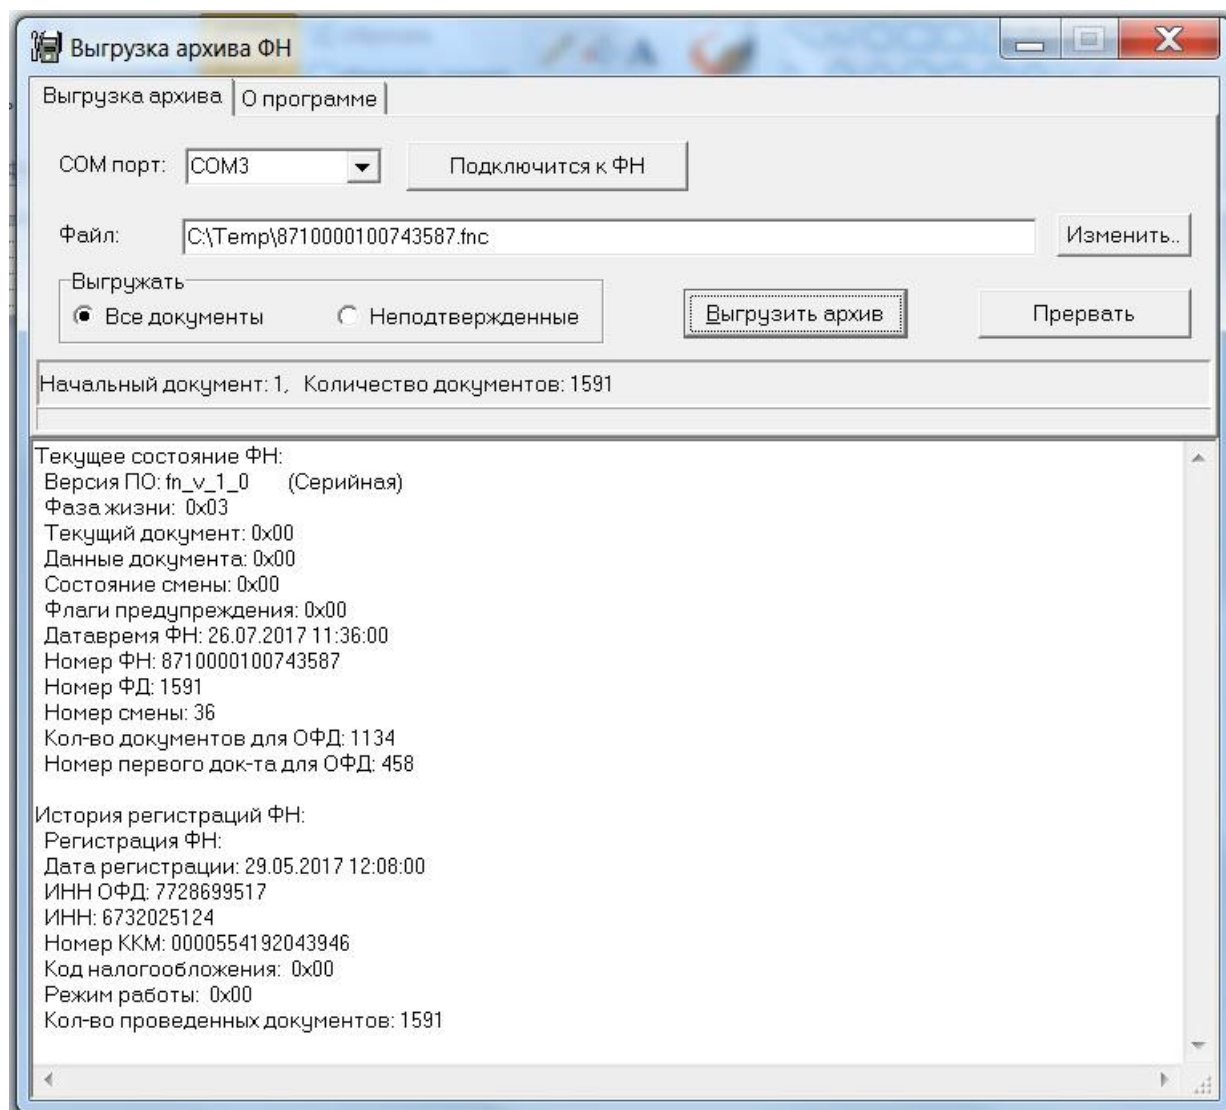 Выгрузка архива ФН
Выгрузка архива О программе
COM порт: COM3 Подключится к ФН
Файл: C:\Temp\8710000100743587.fnc Изменить..
Выгружать
Все документы Неподтвержденные Выгрузить архив Прервать
Начальный документ: 1, Количество документов: 1591
Текущее состояние ФН:
Версия ПО: fn_v_1_0 (Серийная)
Фаза жизни: 0x03
Текущий документ: 0x00
Данные документа: 0x00
Состояние смены: 0x00
Флаги предупреждения: 0x00
Датавремя ФН: 26.07.2017 11:36:00
Номер ФН: 8710000100743587
Номер ФД: 1591
Номер смены: 36
Кол-во документов для ОФД: 1134
Номер первого док-та для ОФД: 458
История регистраций ФН:
Регистрация ФН:
Дата регистрации: 29.05.2017 12:08:00
ИНН ОФД: 7728699517
ИНН: 6732025124
Номер ККМ: 0000554192043946
Код налогообложения: 0x00
Режим работы: 0x00
Кол-во проведенных документов: 1591